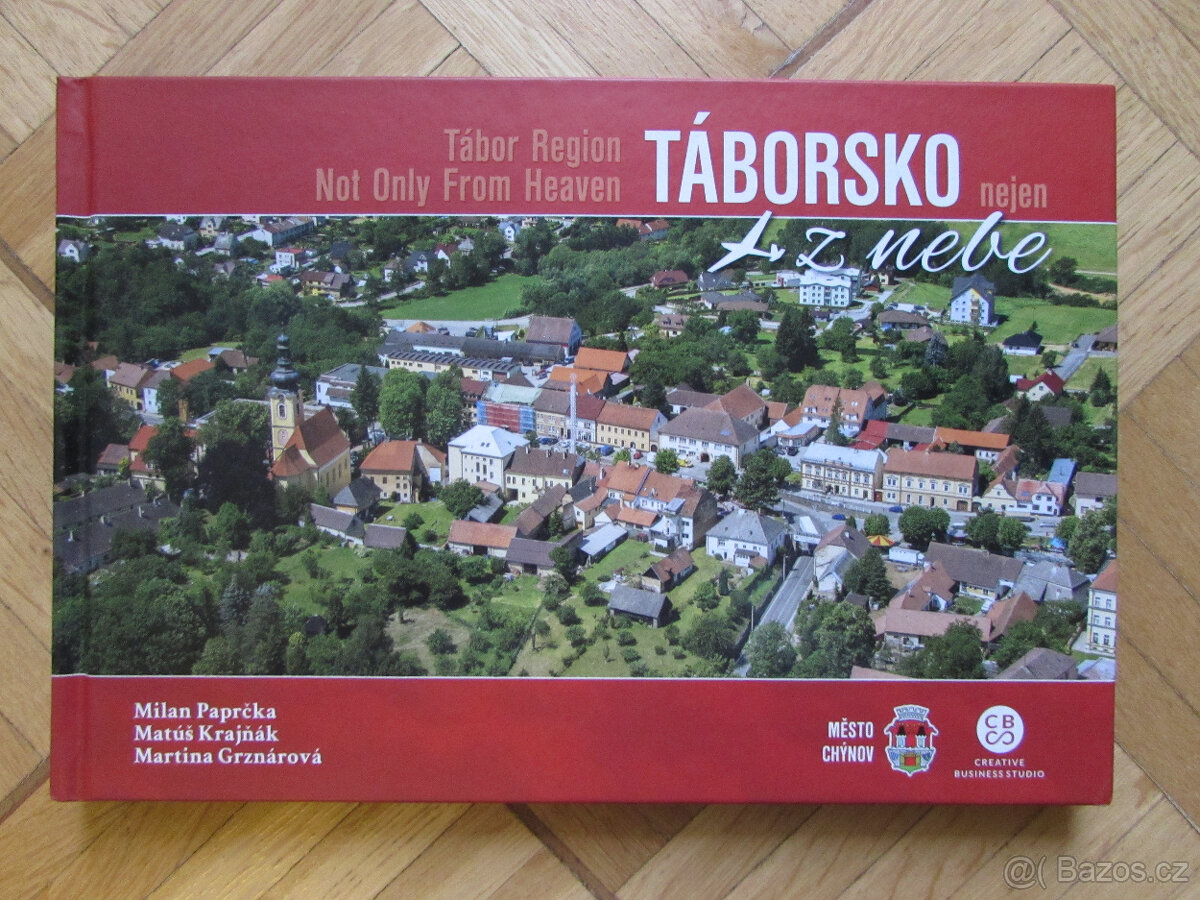 Tábor Region
Not Only From Heaven
TÁBORSKO nejen
z nebe
Milan Paprčka
Matúš Krajňák
Martina Grznárová
MĚSTO
CHÝNOV
CBS
CREATIVE
BUSINESS STUDIO
@( Bazos.cz